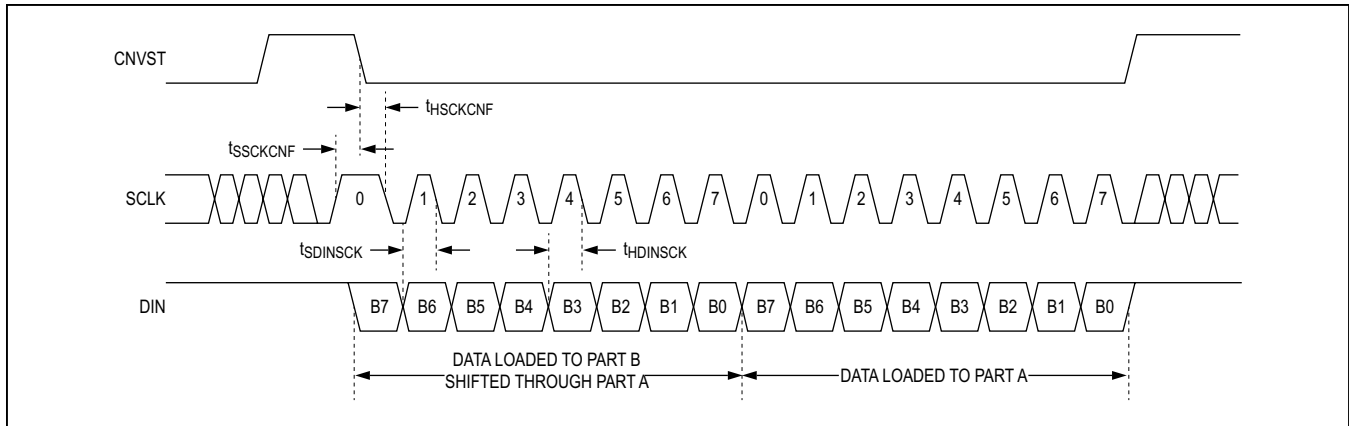 CNVST
tHSCKCNF
tSSCKCNF
SCLK
0 1 2 3 4 5 6 7 0 1 2 3 4 5 6 7
tSDINSCK
tHDINSCK
DIN
B7 B6 B5 B4 B3 B2 B1 B0 B7 B6 B5 B4 B3 B2 B1 B0
DATA LOADED TO PART B
SHIFTED THROUGH PART A
DATA LOADED TO PART A